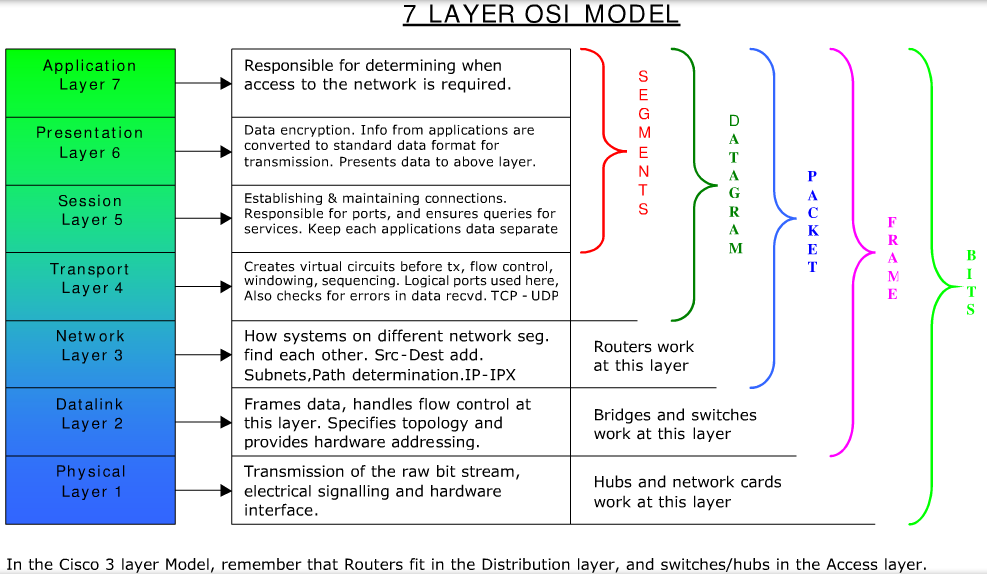 7 LAYER OSI MODEL
Application
Layer 7
Responsible for determining when
access to the network is required.
Presentation
Layer 6
Data encryption. Info from applications are
converted to standard data format for
transmission. Presents data to above layer.
Session
Layer 5
Establishing & maintaining connections.
Responsible for ports, and ensures queries for
services. Keep each applications data separate
Transport
Layer 4
Creates virtual circuits before tx, flow control,
windowing, sequencing. Logical ports used here,
Also checks for errors in data recvd. TCP - UDP
Network
Layer 3
How systems on different network seg.
find each other. Src-Dest add.
Subnets,Path determination.IP-IPX
Routers work
at this layer
Datalink
Layer 2
Frames data, handles flow control at
this layer. Specifies topology and
provides hardware addressing.
Bridges and switches
work at this layer
Physical
Layer 1
Transmission of the raw bit stream,
electrical signalling and hardware
interface.
Hubs and network cards
work at this layer
SEGMENTS
DATAGRAM
PACKET
FRAME
BITS
In the Cisco 3 layer Model, remember that Routers fit in the Distribution layer, and switches/hubs in the Access layer.